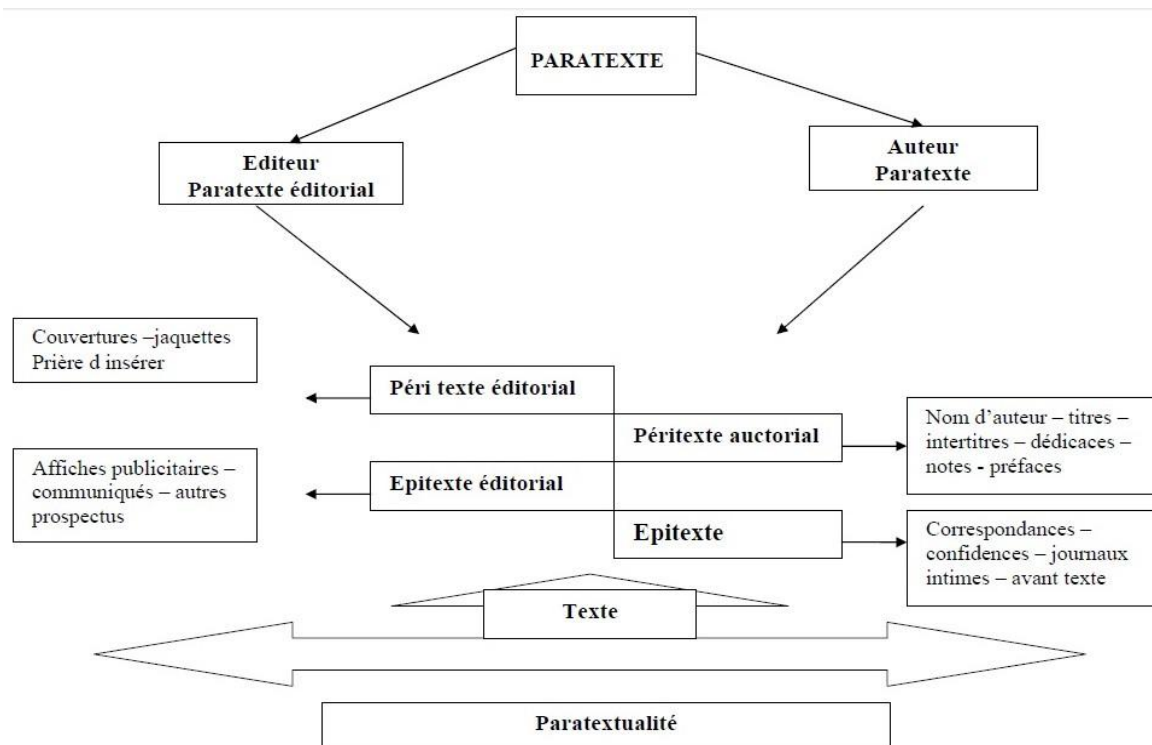 PARATEXTE
Editeur
Paratexte éditorial
Auteur
Paratexte
Couvertures –jaquettes
Prière d insérer
Péri texte éditorial
Péritexte auctorial
Nom d’auteur – titres –
intertitres – dédicaces –
notes - préfaces
Affiches publicitaires –
communiqués – autres
prospectus
Epitexte éditorial
Epitexte
Correspondances –
confidences – journaux
intimes – avant texte
Texte
Paratextualité